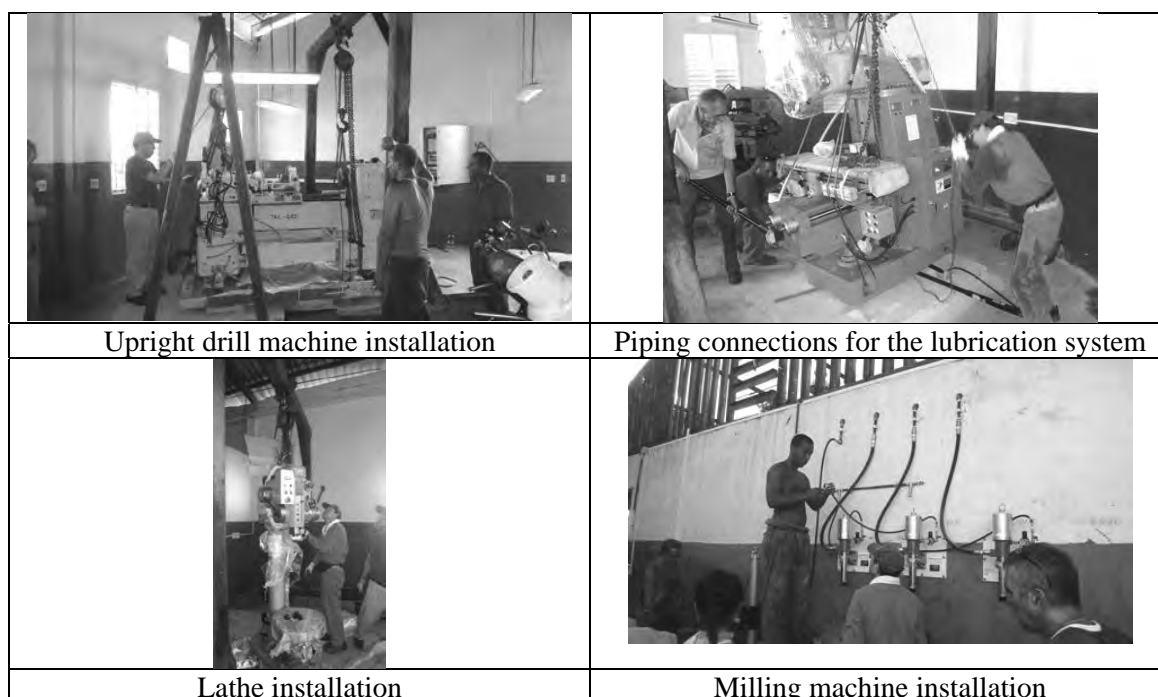 Upright drill machine installation
Piping connections for the lubrication system
Lathe installation
Milling machine installation